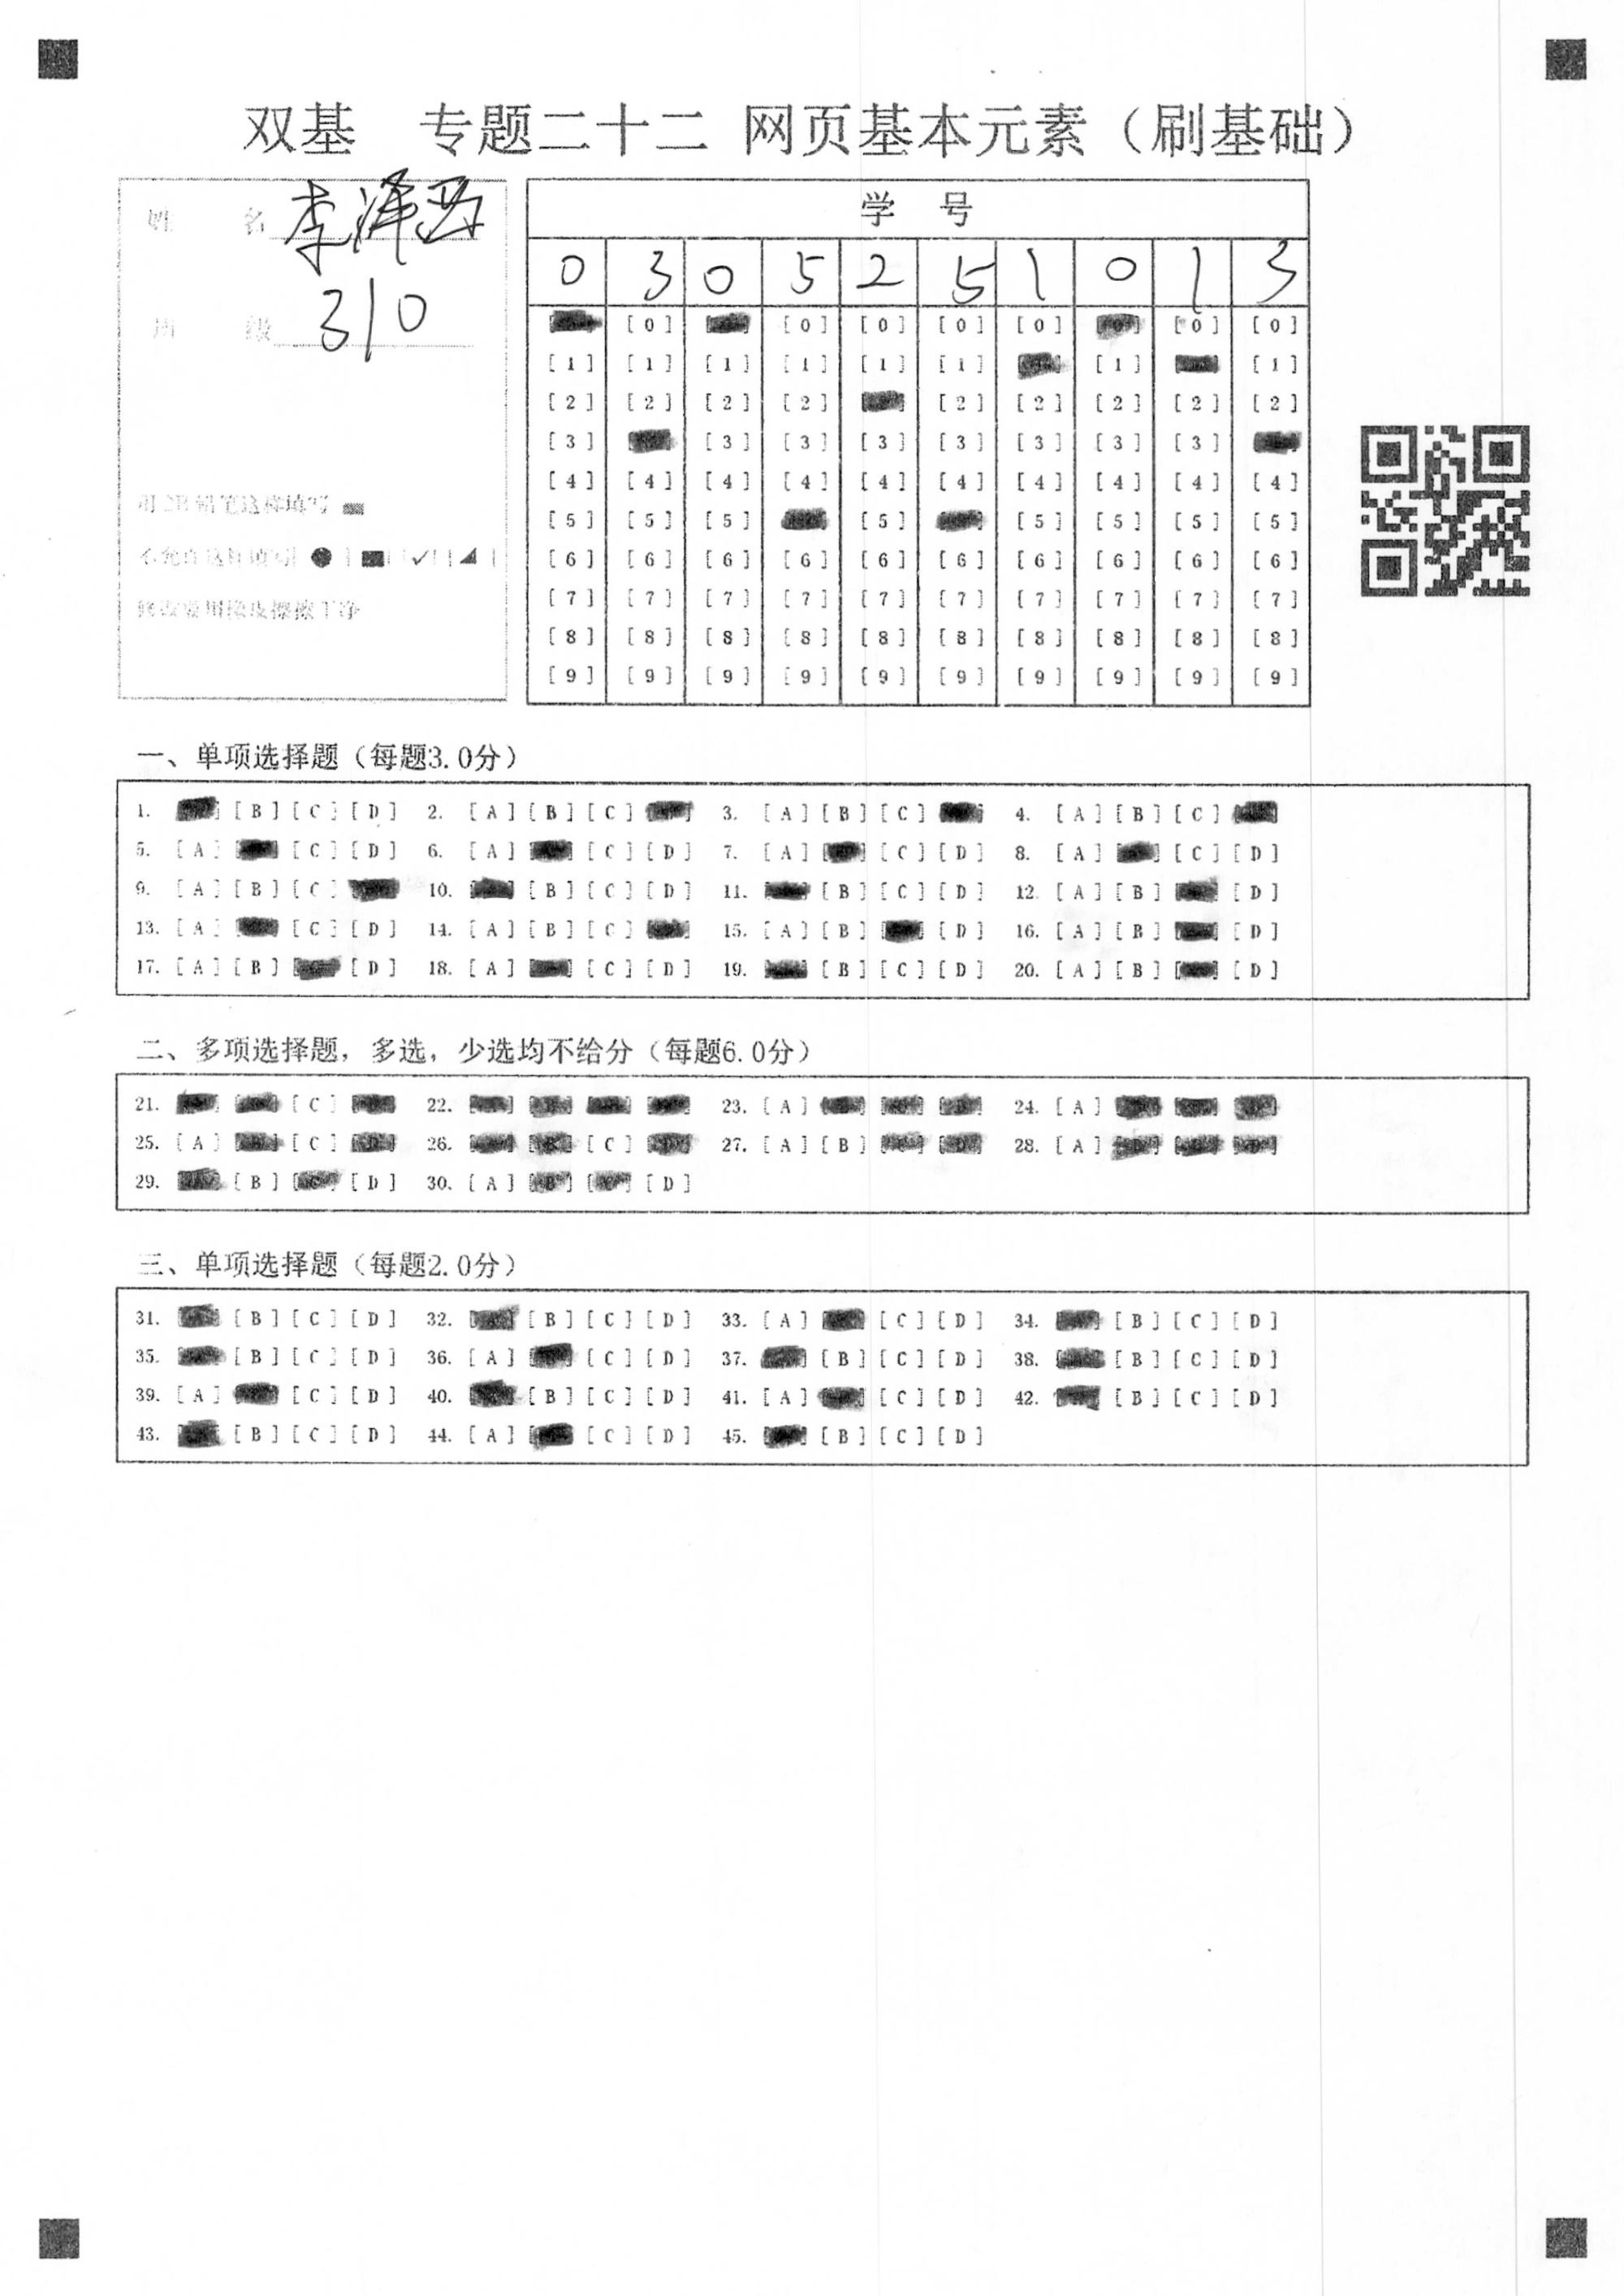 双基 专题二十二 网页基本元素（刷基础）
姓 名 李泽西
班 级 310
用2B铅笔这样填写
不允许这样填写
修改要用橡皮擦擦干净
学 号
0 3 0 5 2 5 1 0 1 3
[0] [0] [0] [0] [0] [0] [0]
[1] [1] [1] [1] [1] [1] [1] [1]
[2] [2] [2] [2] [2] [2] [2] [2] [2]
[3] [3] [3] [3] [3] [3] [3] [3]
[4] [4] [4] [4] [4] [4] [4] [4] [4] [4]
[5] [5] [5] [5] [5] [5] [5] [5]
[6] [6] [6] [6] [6] [6] [6] [6] [6] [6]
[7] [7] [7] [7] [7] [7] [7] [7] [7] [7]
[8] [8] [8] [8] [8] [8] [8] [8] [8] [8]
[9] [9] [9] [9] [9] [9] [9] [9] [9] [9]
一、单项选择题（每题3.0分）
1. [B] [C] [D] 2. [A] [B] [C] 3. [A] [B] [C] 4. [A] [B] [C]
5. [A] [C] [D] 6. [A] [C] [D] 7. [A] [C] [D] 8. [A] [C] [D]
9. [A] [B] [C] 10. [B] [C] [D] 11. [B] [C] [D] 12. [A] [B] [D]
13. [A] [C] [D] 14. [A] [B] [C] 15. [A] [B] [D] 16. [A] [B] [D]
17. [A] [B] [D] 18. [A] [C] [D] 19. [B] [C] [D] 20. [A] [B] [D]
二、多项选择题，多选，少选均不给分（每题6.0分）
21. [C] 22. 23. [A] 24. [A]
25. [A] [C] 26. [C] 27. [A] [B] 28. [A]
29. [B] [D] 30. [A] [D]
三、单项选择题（每题2.0分）
31. [B] [C] [D] 32. [B] [C] [D] 33. [A] [C] [D] 34. [B] [C] [D]
35. [B] [C] [D] 36. [A] [C] [D] 37. [B] [C] [D] 38. [B] [C] [D]
39. [A] [C] [D] 40. [B] [C] [D] 41. [A] [C] [D] 42. [B] [C] [D]
43. [B] [C] [D] 44. [A] [C] [D] 45. [B] [C] [D]